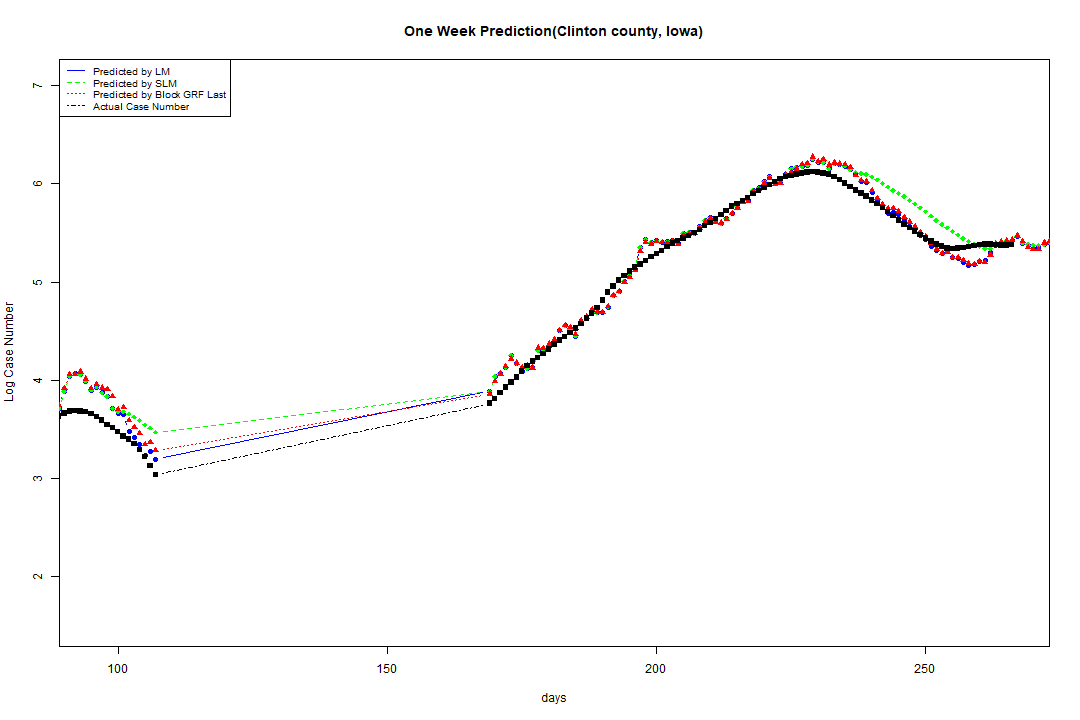 One Week Prediction(Clinton county, Iowa)
Predicted by LM
Predicted by SLM
Predicted by Block GRF Last
Actual Case Number
7
6
5
4
3
2
Log Case Number
100 150 200 250
days